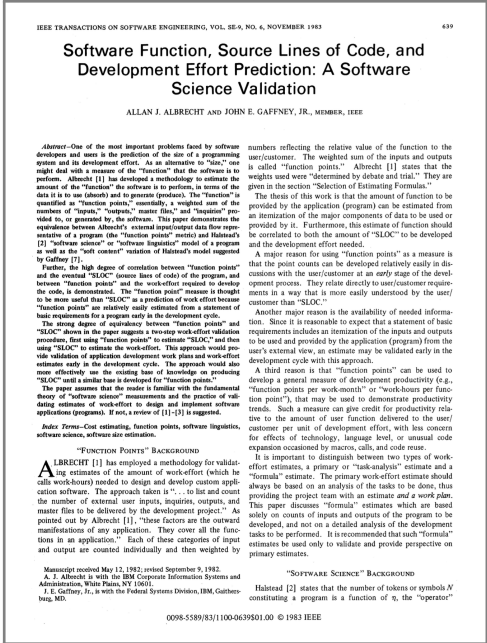 IEEE TRANSACTIONS ON SOFTWARE ENGINEERING, VOL. SE-9, NO. 6, NOVEMBER 1983
639
Software Function, Source Lines of Code, and
Development Effort Prediction: A Software
Science Validation
ALLAN J. ALBRECHT AND JOHN E. GAFFNEY, JR., MEMBER, IEEE
Abstract—One of the most important problems faced by software
developers and users is the prediction of the size of a programming
system and its development effort. As an alternative to "size," one
might deal with a measure of the "function" that the software is to
perform. Albrecht [1] has developed a methodology to estimate the
amount of the "function" the software is to perform, in terms of the
data it is to use (absorb) and to generate (produce). The "function" is
quantified as "function points," essentially, a weighted sum of the
numbers of "inputs," "outputs," master files," and "inquiries" pro-
vided to, or generated by, the software. This paper demonstrates the
equivalence between Albrecht's external input/output data flow repre-
sentative of a program (the "function points" metric) and Halstead's
[2] "software science" or "software linguistics" model of a program
as well as the "soft content" variation of Halstead's model suggested
by Gaffney [7].
Further, the high degree of correlation between "function points"
and the eventual "SLOC" (source lines of code) of the program, and
between "function points" and the work-effort required to develop
the code, is demonstrated. The "function point" measure is thought
to be more useful than "SLOC" as a prediction of work effort because
"function points" are relatively easily estimated from a statement of
basic requirements for a program early in the development cycle.
The strong degree of equivalency between "function points" and
"SLOC" shown in the paper suggests a two-step work-effort validation
procedure, first using "function points" to estimate "SLOC," and then
using "SLOC" to estimate the work-effort. This approach would pro-
vide validation of application development work plans and work-effort
estimates early in the development cycle. The approach would also
more effectively use the existing base of knowledge on producing
"SLOC" until a similar base is developed for "function points."
The paper assumes that the reader is familiar with the fundamental
theory of "software science" measurements and the practice of vali-
dating estimates of work-effort to design and implement software
applications (programs). If not, a review of [1] -[3] is suggested.
Index Terms—Cost estimating, function points, software linguistics,
software science, software size estimation.
"FUNCTION POINTS" BACKGROUND
ALBRECHT [1] has employed a methodology for validat-
ing estimates of the amount of work-effort (which he
calls work-hours) needed to design and develop custom appli-
cation software. The approach taken is ". . . to list and count
the number of external user inputs, inquiries, outputs, and
master files to be delivered by the development project." As
pointed out by Albrecht [1], "these factors are the outward
manifestations of any application. They cover all the func-
tions in an application." Each of these categories of input
and output are counted individually and then weighted by
Manuscript received May 12, 1982; revised September 9, 1982.
A. J. Albrecht is with the IBM Corporate Information Systems and
Administration, White Plains, NY 10601.
J. E. Gaffney, Jr., is with the Federal Systems Division, IBM, Gaithers-
burg, MD.
numbers reflecting the relative value of the function to the
user/customer. The weighted sum of the inputs and outputs
is called "function points." Albrecht [1] states that the
weights used were "determined by debate and trial." They are
given in the section "Selection of Estimating Formulas."
The thesis of this work is that the amount of function to be
provided by the application (program) can be estimated from
an itemization of the major components of data to be used or
provided by it. Furthermore, this estimate of function should
be correlated to both the amount of "SLOC" to be developed
and the development effort needed.
A major reason for using "function points" as a measure is
that the point counts can be developed relatively easily in dis-
cussions with the user/customer at an early stage of the devel-
opment process. They relate directly to user/customer require-
ments in a way that is more easily understood by the user/
customer than "SLOC."
Another major reason is the availability of needed informa-
tion. Since it is reasonable to expect that a statement of basic
requirements includes an itemization of the inputs and outputs
to be used and provided by the application (program) from the
user's external view, an estimate may be validated early in the
development cycle with this approach.
A third reason is that "function points" can be used to
develop a general measure of development productivity (e.g.,
"function points per work-month" or "work-hours per func-
tion point"), that may be used to demonstrate productivity
trends. Such a measure can give credit for productivity rela-
tive to the amount of user function delivered to the user/
customer per unit of development effort, with less concern
for effects of technology, language level, or unusual code
expansion occasioned by macros, calls, and code reuse.
It is important to distinguish between two types of work-
effort estimates, a primary or "task-analysis" estimate and a
"formula" estimate. The primary work-effort estimate should
always be based on an analysis of the tasks to be done, thus
providing the project team with an estimate and a work plan.
This paper discusses "formula" estimates which are based
solely on counts of inputs and outputs of the program to be
developed, and not on a detailed analysis of the development
tasks to be performed. It is recommended that such "formula"
estimates be used only to validate and provide perspective on
primary estimates.
"SOFTWARE SCIENCE" BACKGROUND
Halstead [2] states that the number of tokens or symbols N
constituting a program is a function of η, the "operator"
0098-5589/83/1100-0639$01.00 © 1983 IEEE